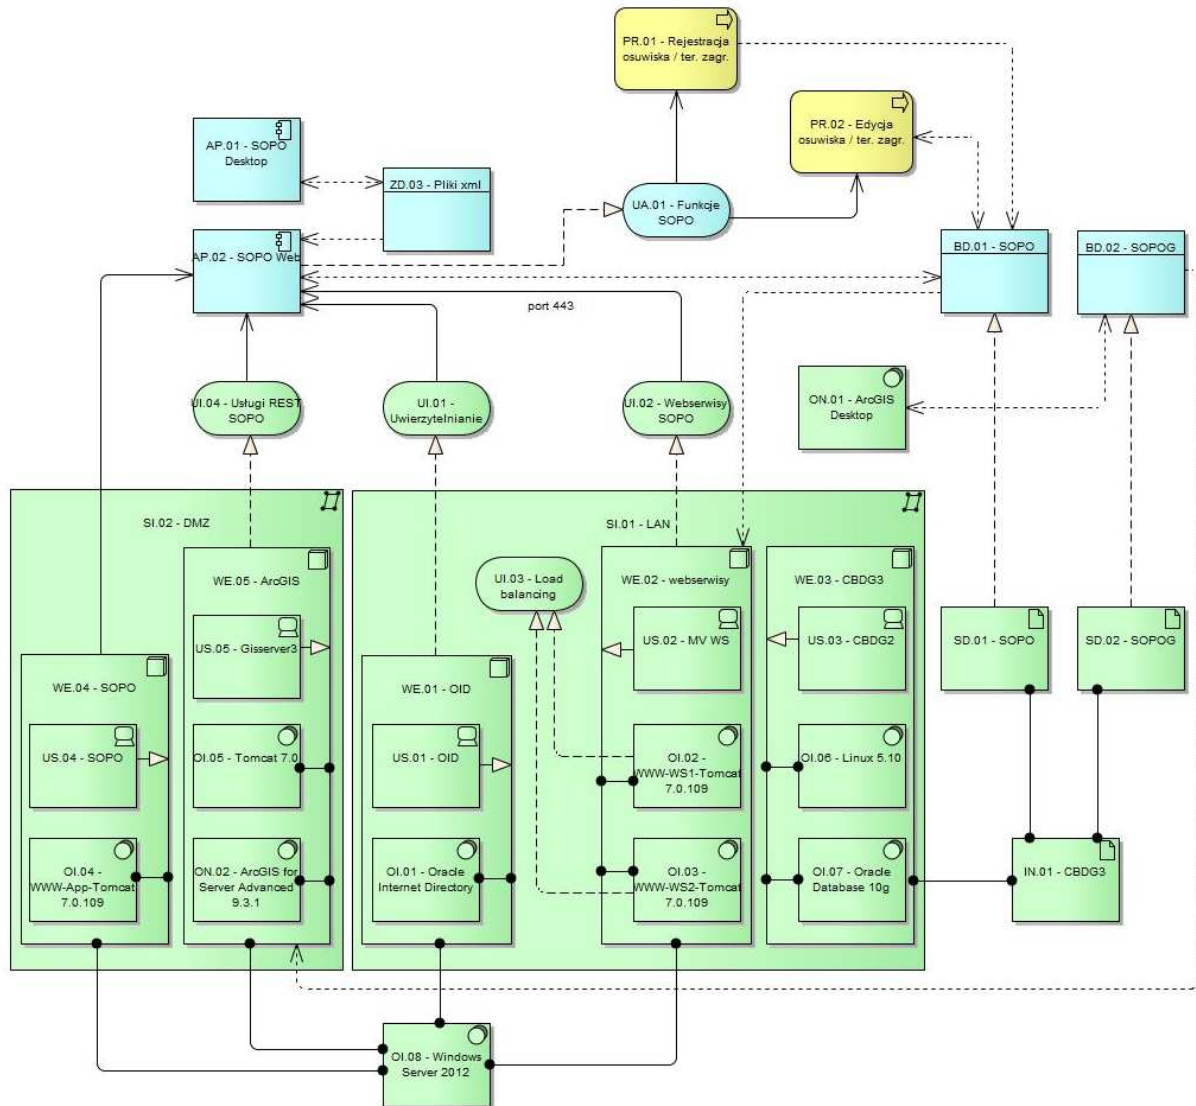 PR.01 - Rejestracja
osuwiska / ter. zagr.
PR.02 - Edycja
osuwiska / ter. zagr.
AP.01 - SOPO
Desktop
ZD.03 - Pliki xml
UA.01 - Funkcje
SOPO
AP.02 - SOPO Web
BD.01 - SOPO
BD.02 - SOPOG
port 443
UI.04 - Usługi REST
SOPO
UI.01 -
Uwierzytelnianie
UI.02 - Webserwisy
SOPO
ON.01 - ArcGIS
Desktop
SI.02 - DMZ
SI.01 - LAN
WE.05 - ArcGIS
UI.03 - Load
balancing
WE.02 - webserwisy
WE.03 - CBDG3
US.05 - Gisserver3
US.02 - MV WS
US.03 - CBDG2
SD.01 - SOPO
SD.02 - SOPOG
WE.04 - SOPO
WE.01 - OID
US.04 - SOPO
OI.05 - Tomcat 7.0
US.01 - OID
OI.02 -
WWW-WS1-Tomcat
7.0.109
OI.06 - Linux 5.10
OI.04 -
WWW-App-Tomcat
7.0.109
ON.02 - ArcGIS for
Server Advanced
9.3.1
OI.01 - Oracle
Internet Directory
OI.03 -
WWW-WS2-Tomcat
7.0.109
OI.07 - Oracle
Database 10g
IN.01 - CBDG3
OI.08 - Windows
Server 2012